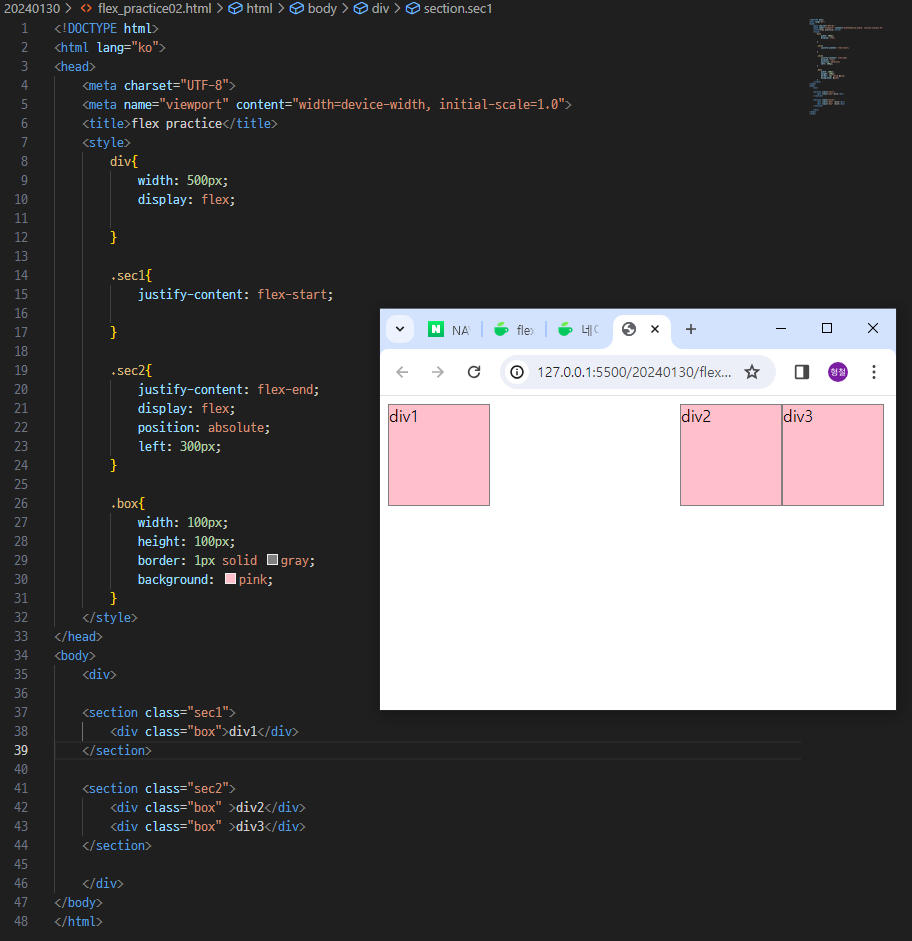 20240130 > <> flex_practice02.html > html > body > div > section.sec1
1 <!DOCTYPE html>
2 <html lang="ko">
3 <head>
4 <meta charset="UTF-8">
5 <meta name="viewport" content="width=device-width, initial-scale=1.0">
6 <title>flex practice</title>
7 <style>
8 div{
9 width: 500px;
10 display: flex;
11
12 }
13
14 .sec1{
15 justify-content: flex-start;
16
17 }
18
19 .sec2{
20 justify-content: flex-end;
21 display: flex;
22 position: absolute;
23 left: 300px;
24 }
25
26 .box{
27 width: 100px;
28 height: 100px;
29 border: 1px solid gray;
30 background: pink;
31 }
32 </style>
33 </head>
34 <body>
35 <div>
36
37 <section class="sec1">
38 <div class="box">div1</div>
39 </section>
40
41 <section class="sec2">
42 <div class="box" >div2</div>
43 <div class="box" >div3</div>
44 </section>
45
46 </div>
47 </body>
48 </html>
N NA
fle
네
127.0.0.1:5500/20240130/flex...
형철
div1 div2 div3